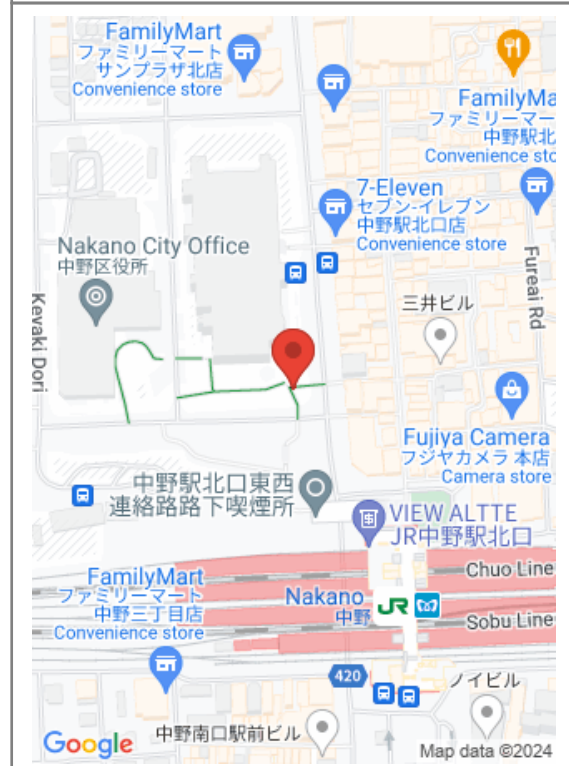 FamilyMart
ファミリーマート
サンプラザ北店
Convenience store
FamilyMa
ファミリーマー
中野駅北
Convenience sto
7-Eleven
セブン-イレブン
中野駅北口店
Convenience store
Nakano City Office
中野区役所
Kevaki Dori
Fureai Rd
三井ビル
Fujiya Camera
フジヤカメラ 本店
Camera store
中野駅北口東西
連絡路路下喫煙所
VIEW ALTTE
JR中野駅北口
Chuo Line
FamilyMart
ファミリーマート
中野三丁目店
Convenience store
Nakano
中野
JR
Sobu Line
420
ノイビル
中野南口駅前ビル
Google
Map data ©2024